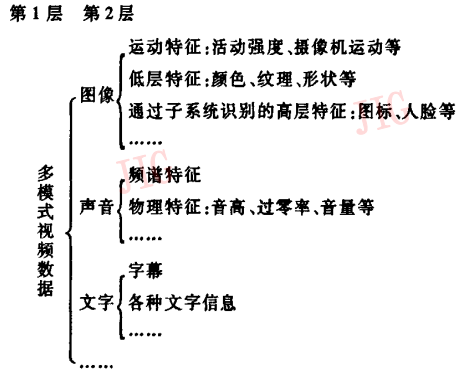 第1层 第2层
运动特征:活动强度、摄像机运动等
低层特征:颜色、纹理、形状等
图像
通过子系统识别的高层特征:图标、人脸等
……
多模式视频数据
频谱特征
声音
物理特征:音高、过零率、音量等
……
字幕
文字
各种文字信息
……
……
JIG
JIG